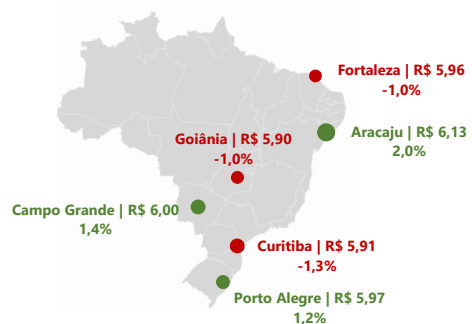 Fortaleza | R$ 5,96
-1,0%
Aracaju | R$ 6,13
2,0%
Goiânia | R$ 5,90
-1,0%
Campo Grande | R$ 6,00
1,4%
Curitiba | R$ 5,91
-1,3%
Porto Alegre | R$ 5,97
1,2%